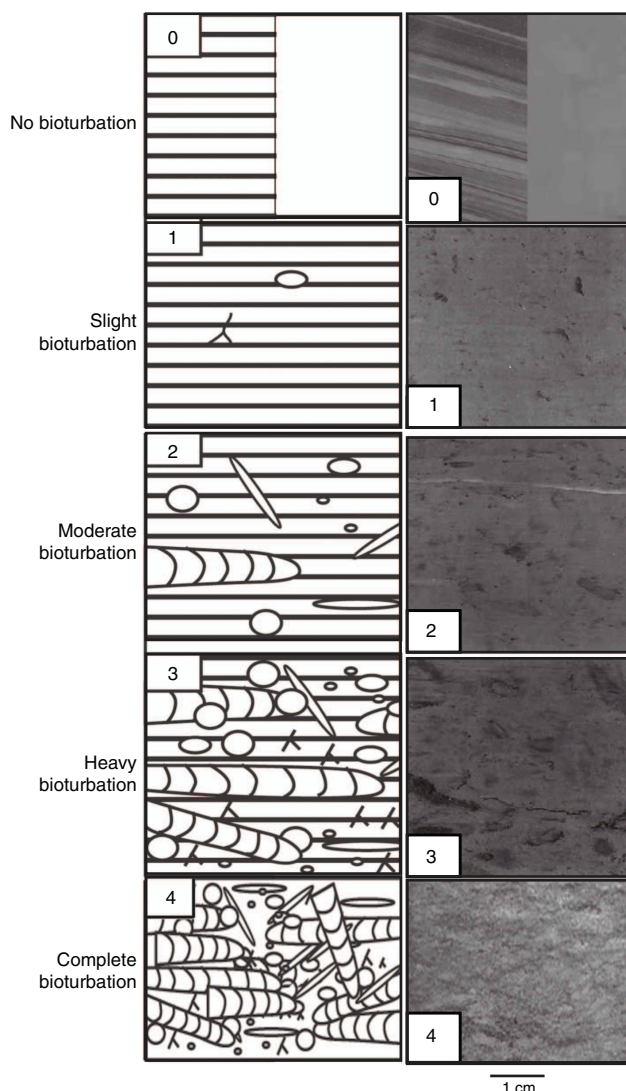 0
No bioturbation
0
1
Slight
bioturbation
1
2
Moderate
bioturbation
2
3
Heavy
bioturbation
3
4
Complete
bioturbation
4
1 cm